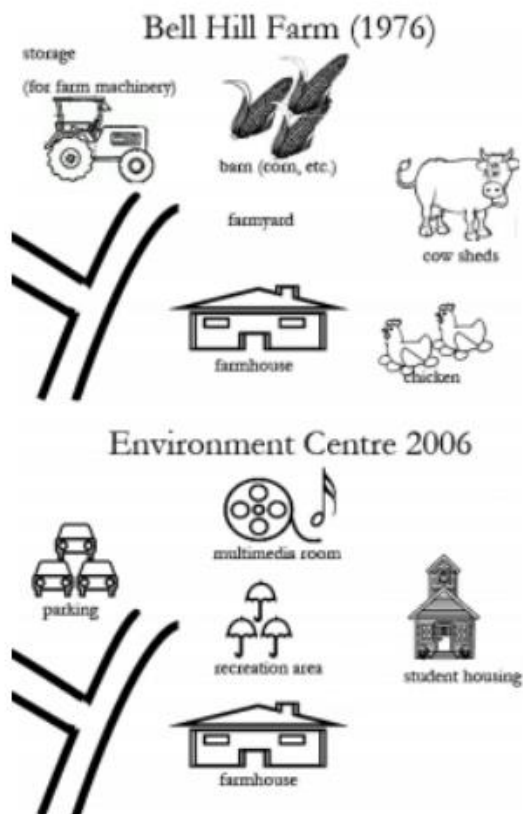 Bell Hill Farm (1976)
storage
(for farm machinery)
barn (corn, etc.)
farmyard
cow sheds
farmhouse
chicken
Environment Centre 2006
multimedia room
parking
recreation area
student housing
farmhouse